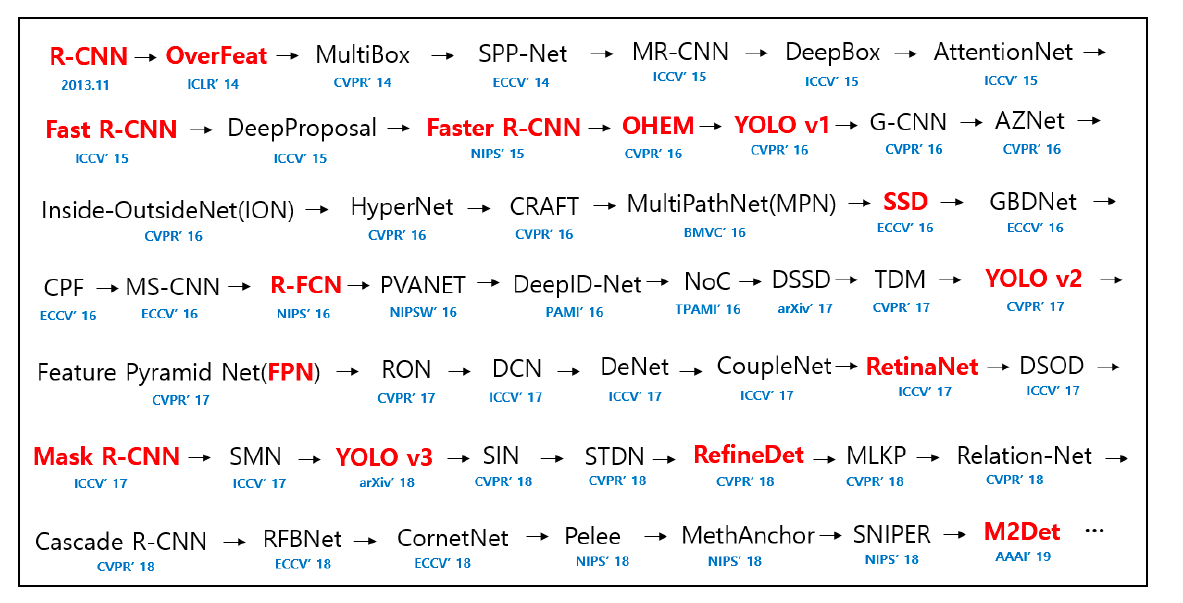 R-CNN → OverFeat → MultiBox → SPP-Net → MR-CNN → DeepBox → AttentionNet →
2013.11 ICLR' 14 CVPR' 14 ECCV' 14 ICCV' 15 ICCV' 15 ICCV' 15
Fast R-CNN → DeepProposal → Faster R-CNN → OHEM → YOLO v1 → G-CNN → AZNet →
ICCV' 15 ICCV' 15 NIPS' 15 CVPR' 16 CVPR' 16 CVPR' 16 CVPR' 16
Inside-OutsideNet(ION) → HyperNet → CRAFT → MultiPathNet(MPN) → SSD → GBDNet →
CVPR' 16 CVPR' 16 CVPR' 16 BMVC' 16 ECCV' 16 ECCV' 16
CPF → MS-CNN → R-FCN → PVANET → DeepID-Net → NoC → DSSD → TDM → YOLO v2 →
ECCV' 16 ECCV' 16 NIPS' 16 NIPSW' 16 PAMI' 16 TPAMI' 16 arXiv' 17 CVPR' 17 CVPR' 17
Feature Pyramid Net(FPN) → RON → DCN → DeNet → CoupleNet → RetinaNet → DSOD →
CVPR' 17 CVPR' 17 ICCV' 17 ICCV' 17 ICCV' 17 ICCV' 17 ICCV' 17
Mask R-CNN → SMN → YOLO v3 → SIN → STDN → RefineDet → MLKP → Relation-Net →
ICCV' 17 ICCV' 17 arXiv' 18 CVPR' 18 CVPR' 18 CVPR' 18 CVPR' 18 CVPR' 18
Cascade R-CNN → RFBNet → CornetNet → Pelee → MethAnchor → SNIPER → M2Det ...
CVPR' 18 ECCV' 18 ECCV' 18 NIPS' 18 NIPS' 18 NIPS' 18 AAAI' 19